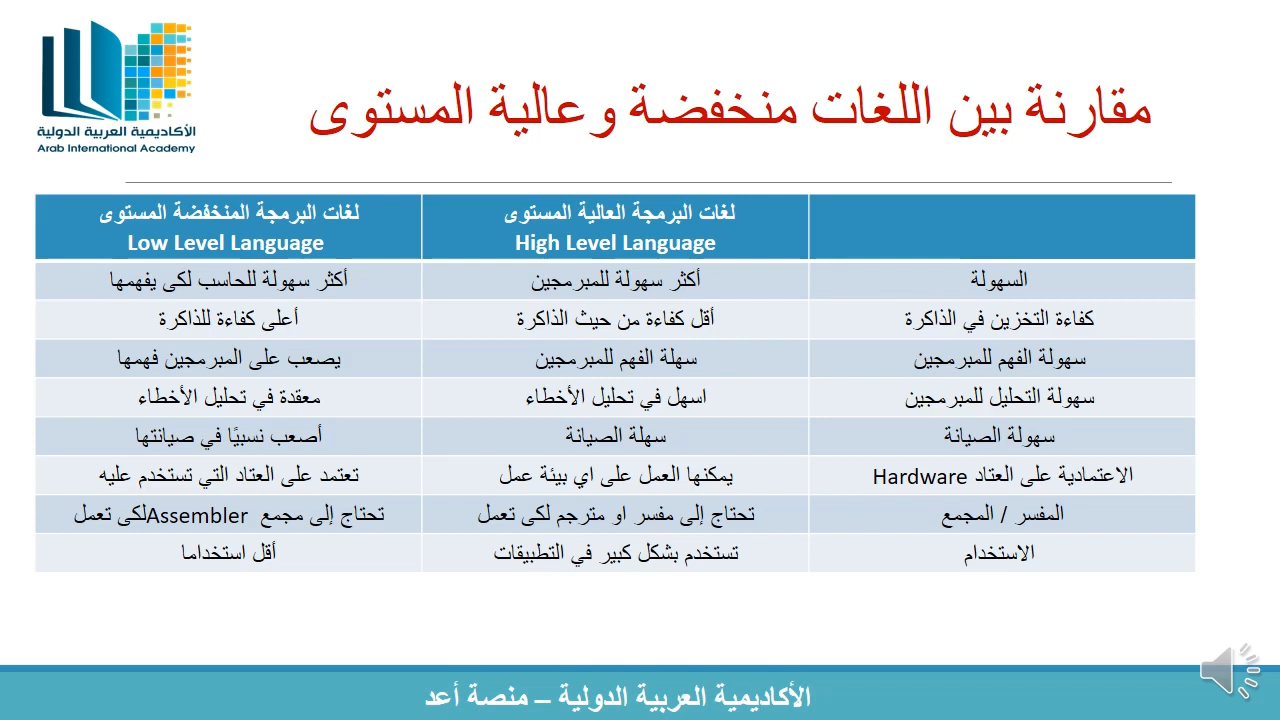 الأكاديمية العربية الدولية
Arab International Academy
مقارنة بين اللغات منخفضة وعالية المستوى
لغات البرمجة العالية المستوى
High Level Language
لغات البرمجة المنخفضة المستوى
Low Level Language
السهولة
أكثر سهولة للمبرمجين
أكثر سهولة للحاسب لكى يفهمها
كفاءة التخزين في الذاكرة
أقل كفاءة من حيث الذاكرة
أعلى كفاءة للذاكرة
سهولة الفهم للمبرمجين
سهلة الفهم للمبرمجين
يصعب على المبرمجين فهمها
سهولة التحليل للمبرمجين
اسهل في تحليل الأخطاء
معقدة في تحليل الأخطاء
سهولة الصيانة
سهلة الصيانة
أصعب نسبيًا في صيانتها
الاعتمادية على العتاد Hardware
يمكنها العمل على اي بيئة عمل
تعتمد على العتاد التي تستخدم عليه
المفسر / المجمع
تحتاج إلى مفسر او مترجم لكى تعمل
تحتاج إلى مجمع Assemblerلكى تعمل
الاستخدام
تستخدم بشكل كبير في التطبيقات
أقل استخداما
الأكاديمية العربية الدولية – منصة أعد